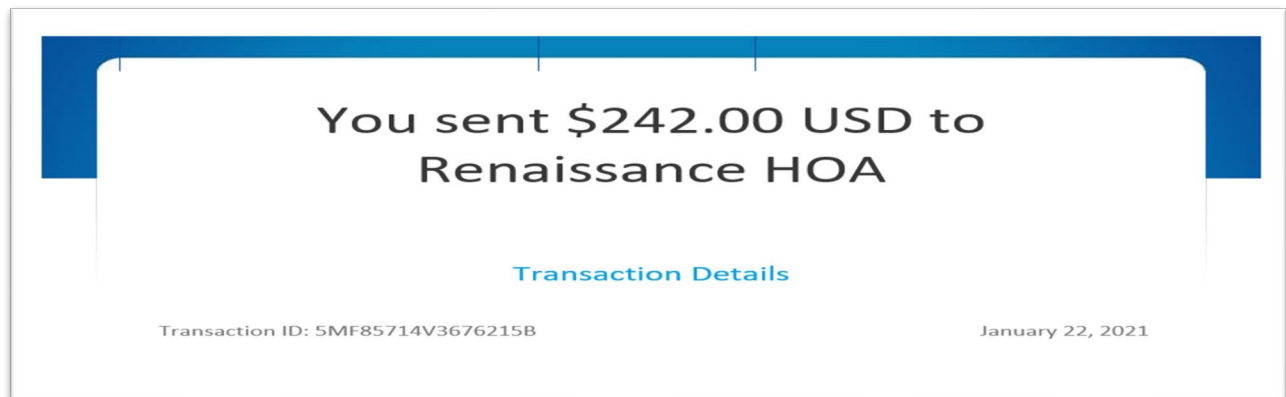 You sent $242.00 USD to
Renaissance HOA
Transaction Details
Transaction ID: 5MF85714V3676215B
January 22, 2021